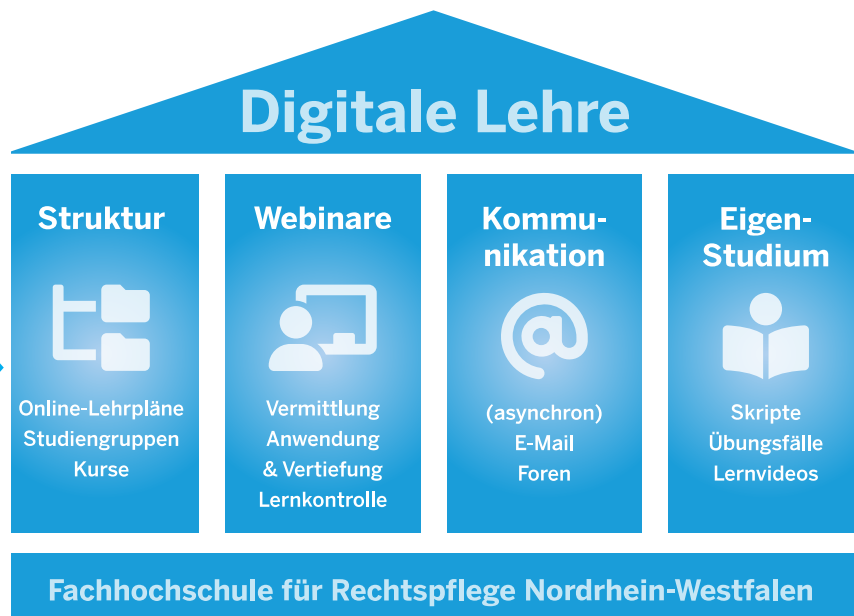 Digitale Lehre
Struktur
Online-Lehrpläne
Studiengruppen
Kurse
Webinare
Vermittlung
Anwendung
& Vertiefung
Lernkontrolle
Kommu-
nikation
@
(asynchron)
E-Mail
Foren
Eigen-
Studium
Skripte
Übungsfälle
Lernvideos
Fachhochschule für Rechtspflege Nordrhein-Westfalen